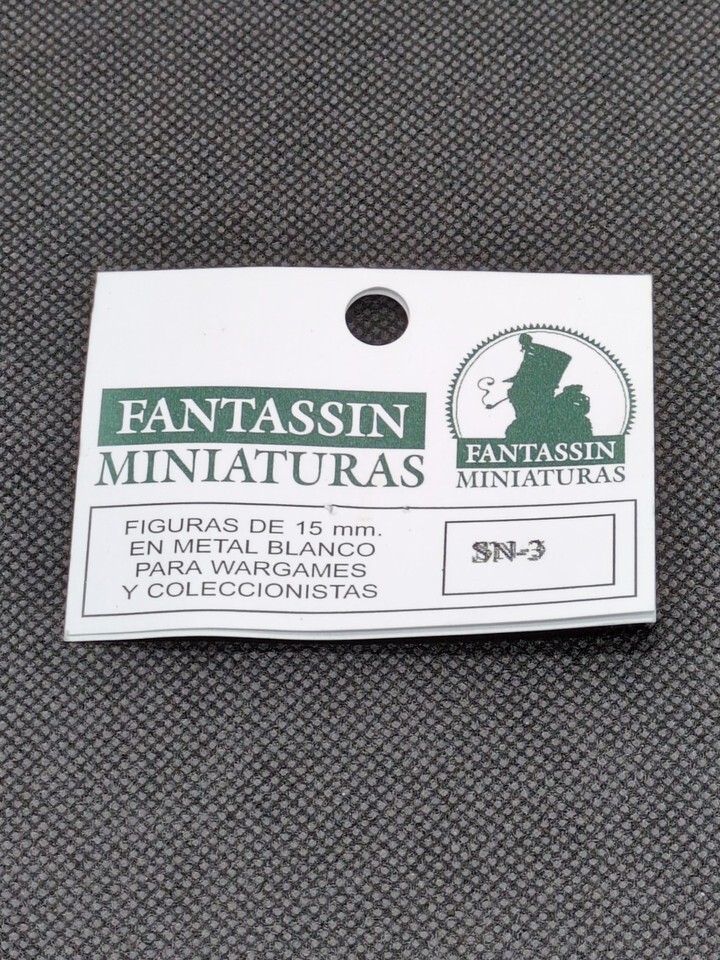 FANTASSIN
MINIATURAS
FANTASSIN
MINIATURAS
FIGURAS DE 15 mm.
EN METAL BLANCO
PARA WARGAMES
Y COLECCIONISTAS
SN-3